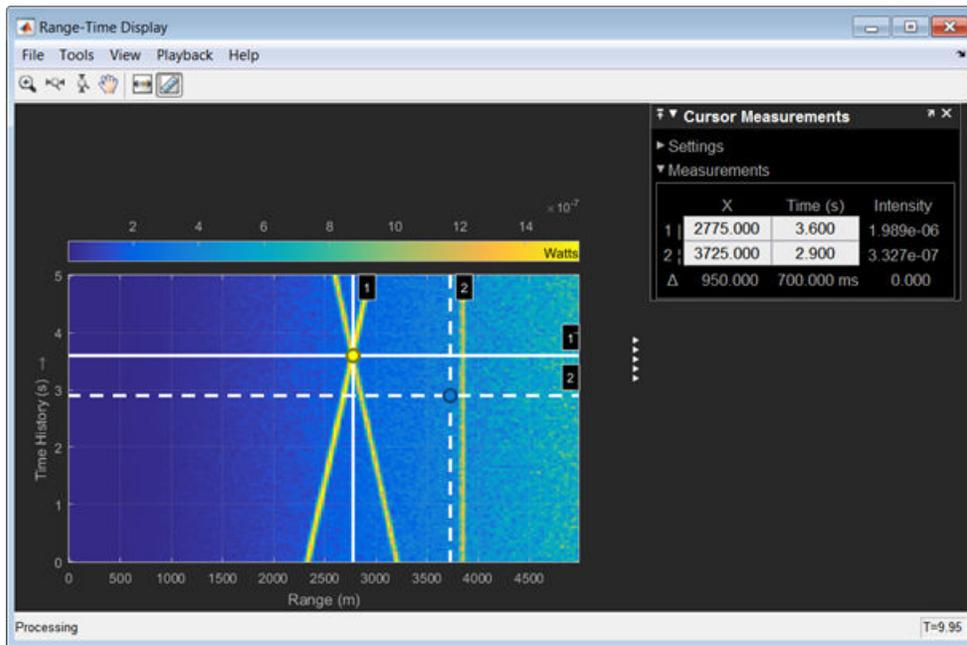 Range-Time Display
File Tools View Playback Help
Cursor Measurements
Settings
Measurements
X Time (s) Intensity
1 2775.000 3.600 1.989e-06
2 3725.000 2.900 3.327e-07
Δ 950.000 700.000 ms 0.000
× 10⁻⁷
2 4 6 8 10 12 14
Watts
1 2
5
4
3
2
1
0
1
2
Time History (s) →
0 500 1000 1500 2000 2500 3000 3500 4000 4500
Range (m)
Processing
T=9.95